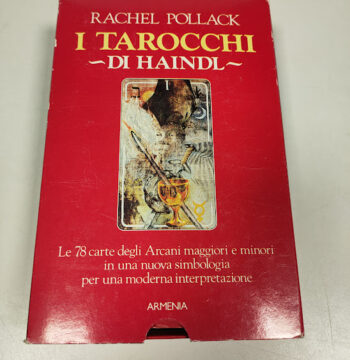 RACHEL POLLACK
I TAROCCHI
~DI HAINDL~
I
Le 78 carte degli Arcani maggiori e minori
in una nuova simbologia
per una moderna interpretazione
ARMENIA